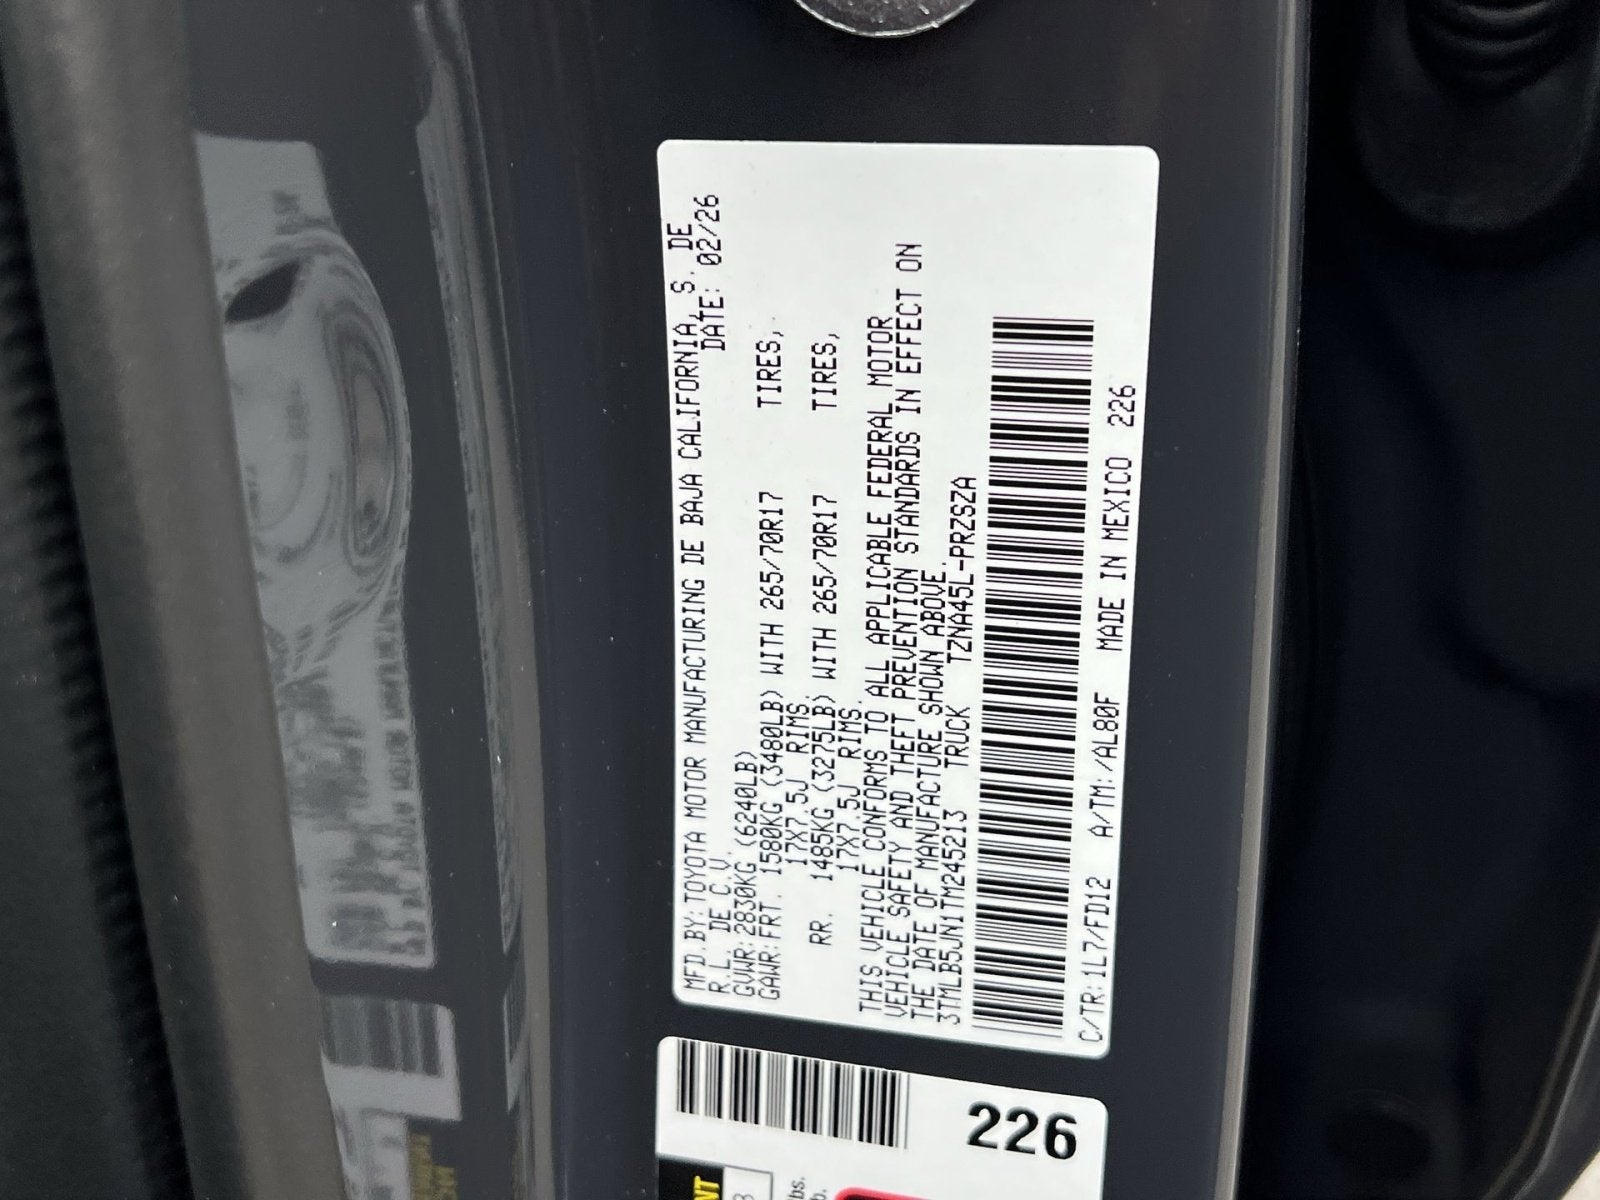 MFD.BY:TOYOTA MOTOR MANUFACTURING DE BAJA CALIFORNIA, S. DE
R.L. DE C.V. DATE: 02/26
GVWR:2830KG (6240LB)
GAWR:FRT. 1580KG (3480LB) WITH 265/70R17 TIRES,
17X7.5J RIMS.
RR. 1485KG (3275LB) WITH 265/70R17 TIRES,
17X7.5J RIMS.
THIS VEHICLE CONFORMS TO ALL APPLICABLE FEDERAL MOTOR
VEHICLE SAFETY AND THEFT PREVENTION STANDARDS IN EFFECT ON
THE DATE OF MANUFACTURE SHOWN ABOVE.
3TMLB5JN1TM245213 TRUCK TZNA45L-PRZSZA
C/TR:1L7/FD12 A/TM:/AL80F MADE IN MEXICO 226
226